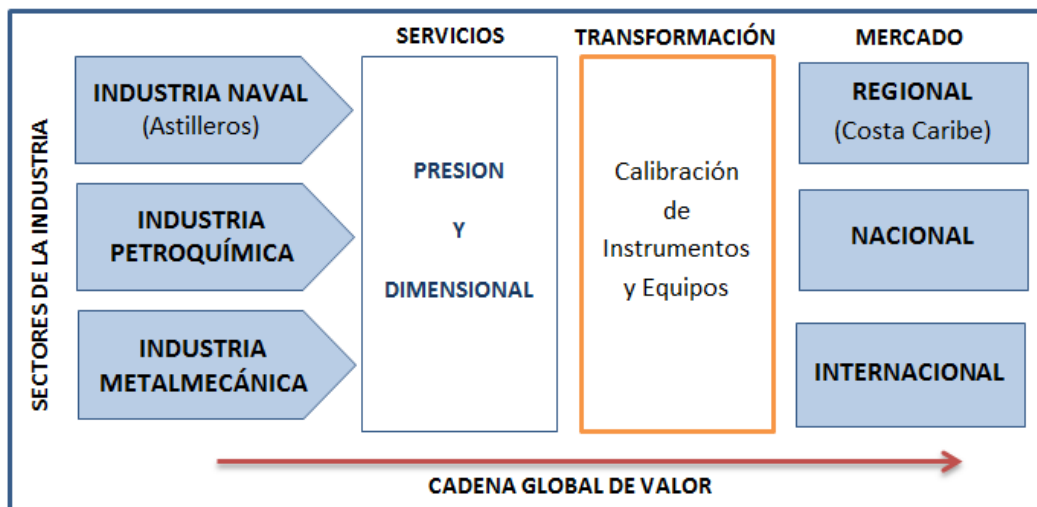 SECTORES DE LA INDUSTRIA
INDUSTRIA NAVAL
(Astilleros)
INDUSTRIA
PETROQUÍMICA
INDUSTRIA
METALMECÁNICA
SERVICIOS
PRESION
Y
DIMENSIONAL
TRANSFORMACIÓN
Calibración
de
Instrumentos
y Equipos
MERCADO
REGIONAL
(Costa Caribe)
NACIONAL
INTERNACIONAL
CADENA GLOBAL DE VALOR